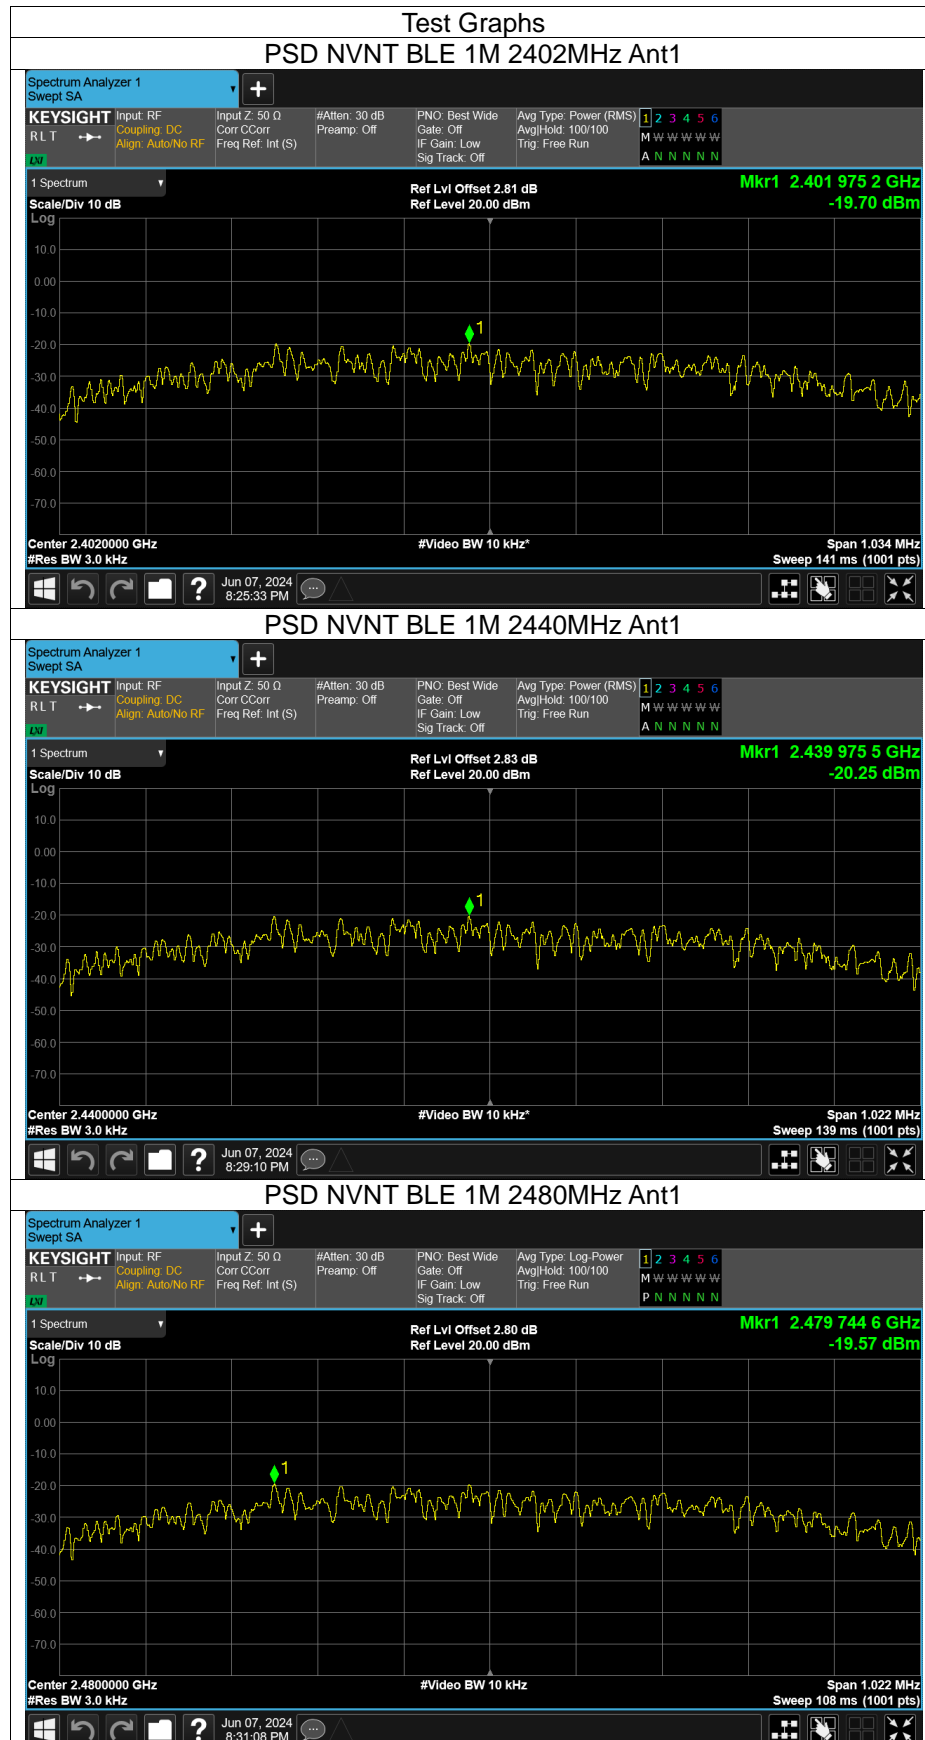 Test Graphs
PSD NVNT BLE 1M 2402MHz Ant1
Spectrum Analyzer 1
Swept SA
KEYSIGHT Input: RF Input Z: 50 Ω #Atten: 30 dB PNO: Best Wide Avg Type: Power (RMS) 1 2 3 4 5 6
RLT Coupling: DC Corr CCorr Preamp: Off Gate: Off Avg|Hold: 100/100 M W W W W W
Align: Auto/No RF Freq Ref: Int (S) IF Gain: Low Trig: Free Run
LXI Sig Track: Off A N N N N N
1 Spectrum Ref Lvl Offset 2.81 dB Mkr1 2.401 975 2 GHz
Scale/Div 10 dB Ref Level 20.00 dBm -19.70 dBm
Log
10.0
0.00
-10.0
1
-20.0
-30.0
-40.0
-50.0
-60.0
-70.0
Center 2.4020000 GHz #Video BW 10 kHz* Span 1.034 MHz
#Res BW 3.0 kHz Sweep 141 ms (1001 pts)
? Jun 07, 2024
8:25:33 PM
PSD NVNT BLE 1M 2440MHz Ant1
Spectrum Analyzer 1
Swept SA
KEYSIGHT Input: RF Input Z: 50 Ω #Atten: 30 dB PNO: Best Wide Avg Type: Power (RMS) 1 2 3 4 5 6
RLT Coupling: DC Corr CCorr Preamp: Off Gate: Off Avg|Hold: 100/100 M W W W W W
Align: Auto/No RF Freq Ref: Int (S) IF Gain: Low Trig: Free Run
LXI Sig Track: Off A N N N N N
1 Spectrum Ref Lvl Offset 2.83 dB Mkr1 2.439 975 5 GHz
Scale/Div 10 dB Ref Level 20.00 dBm -20.25 dBm
Log
10.0
0.00
-10.0
1
-20.0
-30.0
-40.0
-50.0
-60.0
-70.0
Center 2.4400000 GHz #Video BW 10 kHz* Span 1.022 MHz
#Res BW 3.0 kHz Sweep 139 ms (1001 pts)
? Jun 07, 2024
8:29:10 PM
PSD NVNT BLE 1M 2480MHz Ant1
Spectrum Analyzer 1
Swept SA
KEYSIGHT Input: RF Input Z: 50 Ω #Atten: 30 dB PNO: Best Wide Avg Type: Log-Power 1 2 3 4 5 6
RLT Coupling: DC Corr CCorr Preamp: Off Gate: Off Avg|Hold: 100/100 M W W W W W
Align: Auto/No RF Freq Ref: Int (S) IF Gain: Low Trig: Free Run
LXI Sig Track: Off P N N N N N
1 Spectrum Ref Lvl Offset 2.80 dB Mkr1 2.479 744 6 GHz
Scale/Div 10 dB Ref Level 20.00 dBm -19.57 dBm
Log
10.0
0.00
-10.0
1
-20.0
-30.0
-40.0
-50.0
-60.0
-70.0
Center 2.4800000 GHz #Video BW 10 kHz Span 1.022 MHz
#Res BW 3.0 kHz Sweep 108 ms (1001 pts)
? Jun 07, 2024
8:31:08 PM